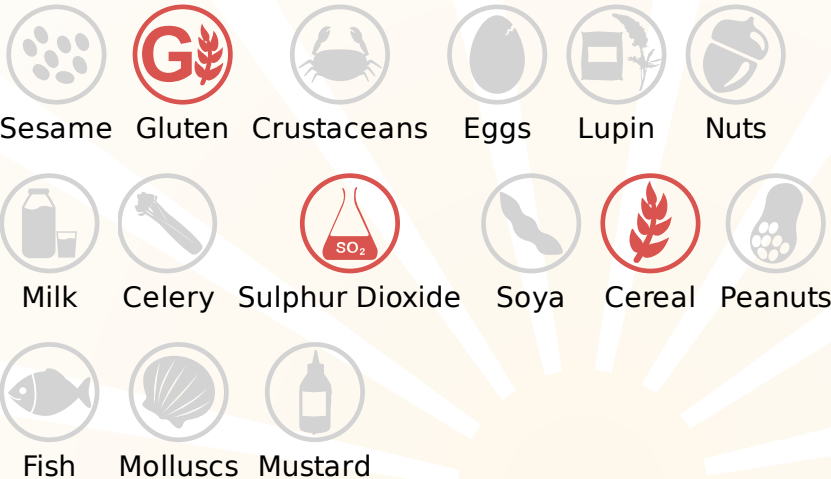 G
Sesame Gluten Crustaceans Eggs Lupin Nuts
SO₂
Milk Celery Sulphur Dioxide Soya Cereal Peanuts
Fish Molluscs Mustard